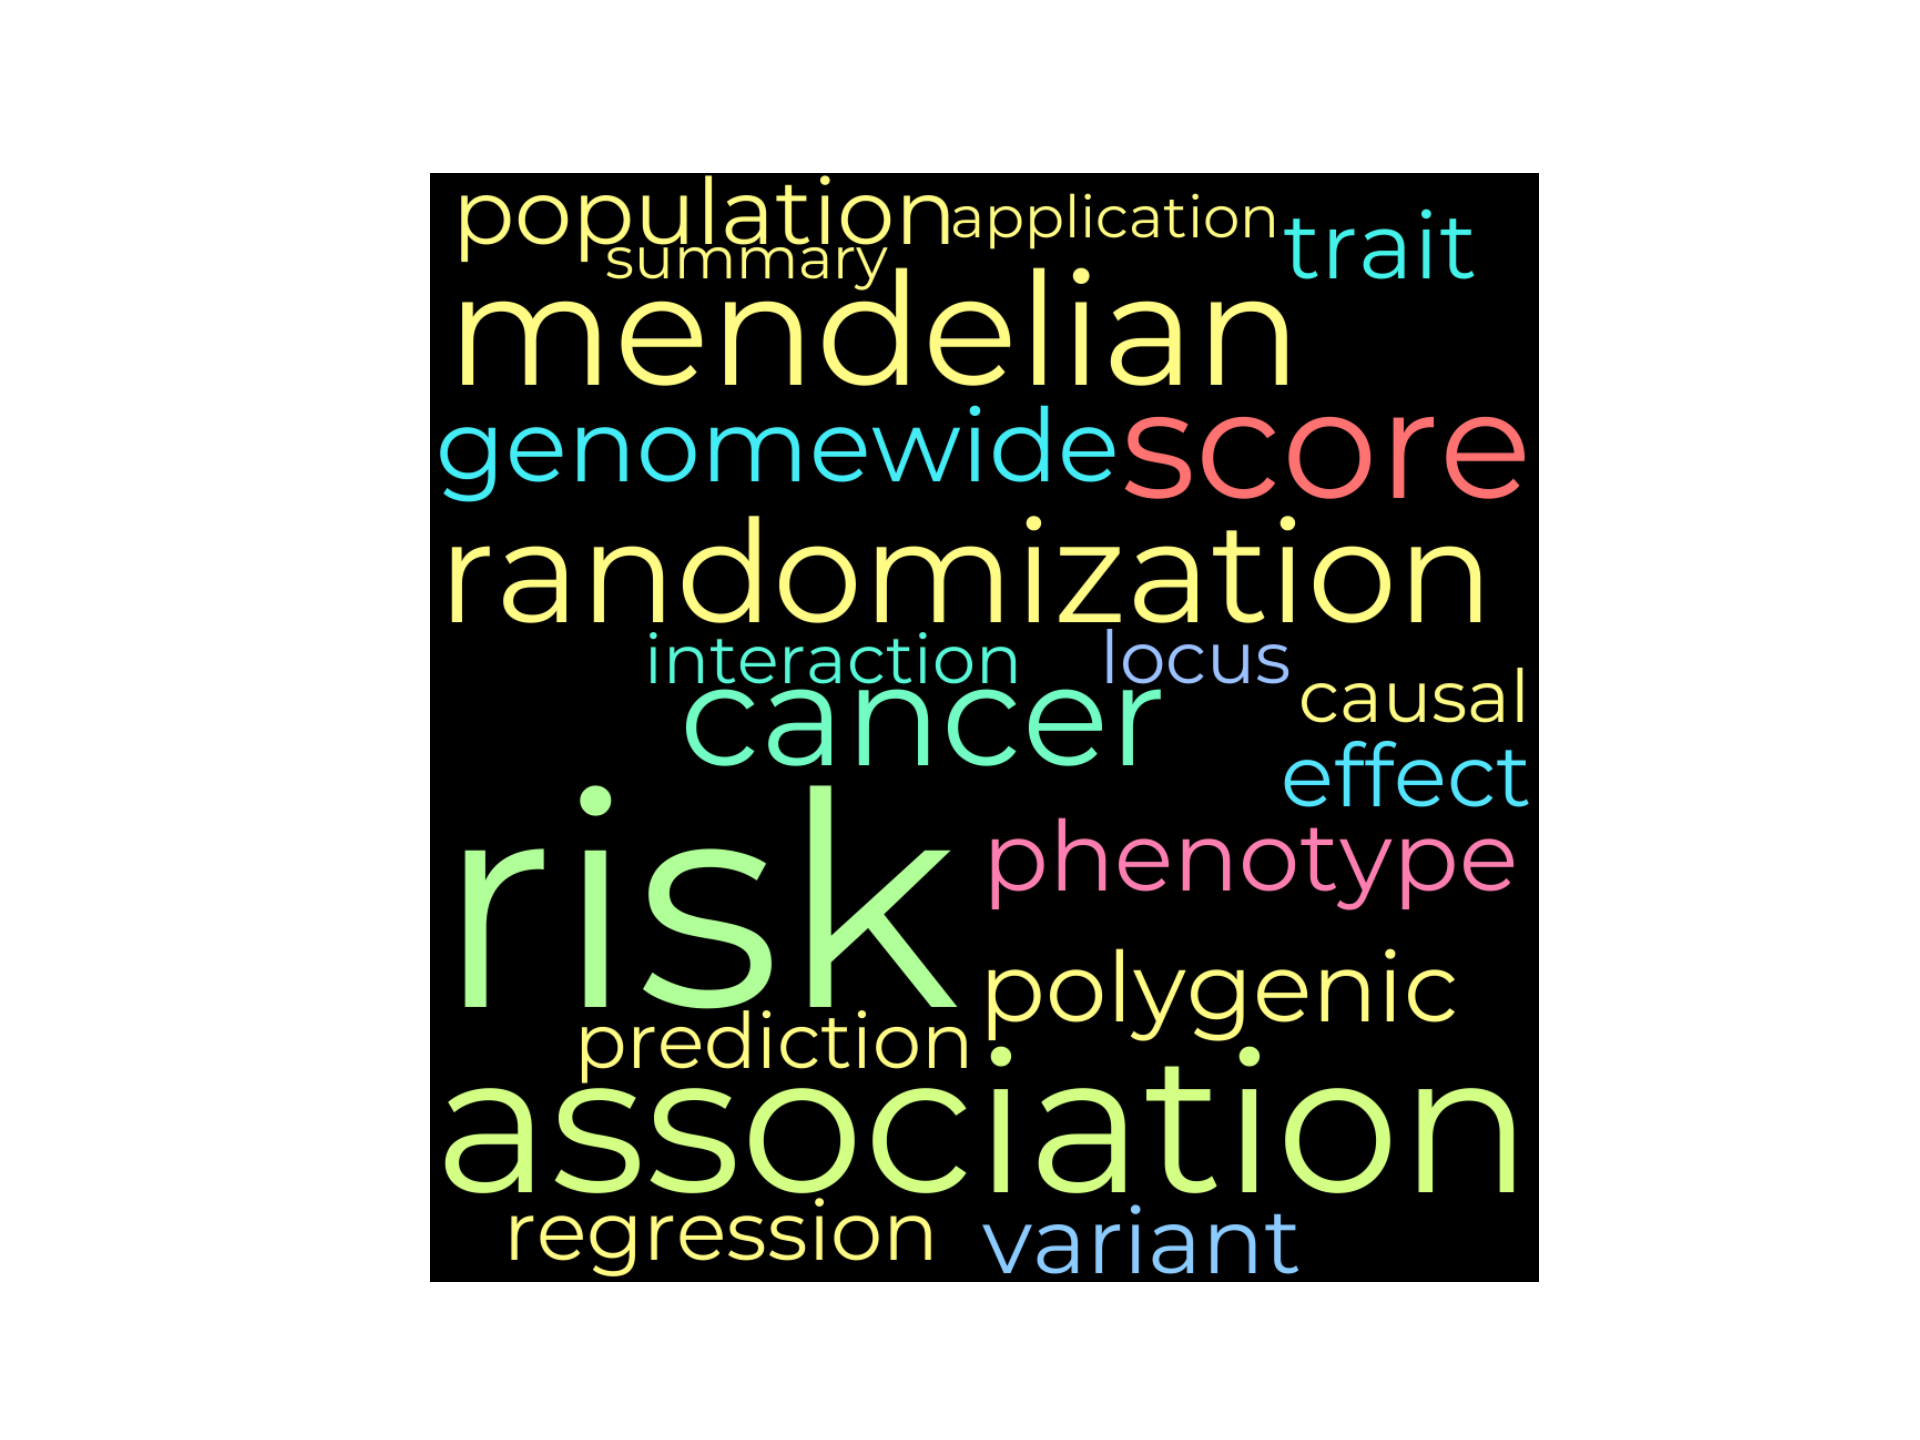 population application trait
summary
mendelian
genomewide score
randomization
interaction locus
causal
cancer
effect
risk
phenotype
polygenic
prediction
association
regression variant